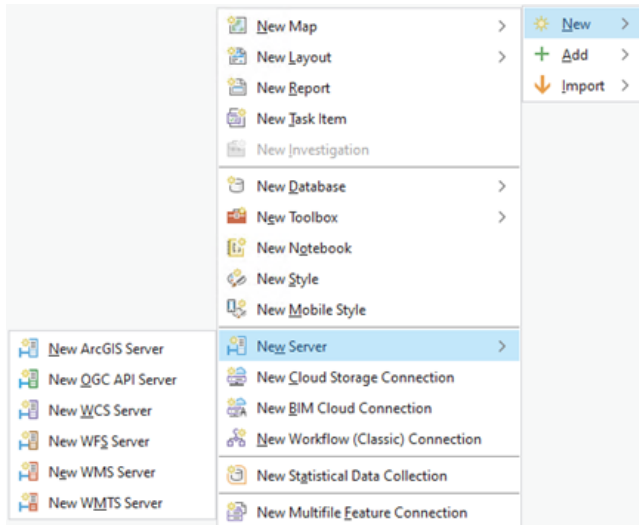 New
Add
Import
New Map
New Layout
New Report
New Task Item
New Investigation
New Database
New Toolbox
New Notebook
New Style
New Mobile Style
New Server
New Cloud Storage Connection
New BIM Cloud Connection
New Workflow (Classic) Connection
New Statistical Data Collection
New Multifile Feature Connection
New ArcGIS Server
New OGC API Server
New WCS Server
New WFS Server
New WMS Server
New WMTS Server